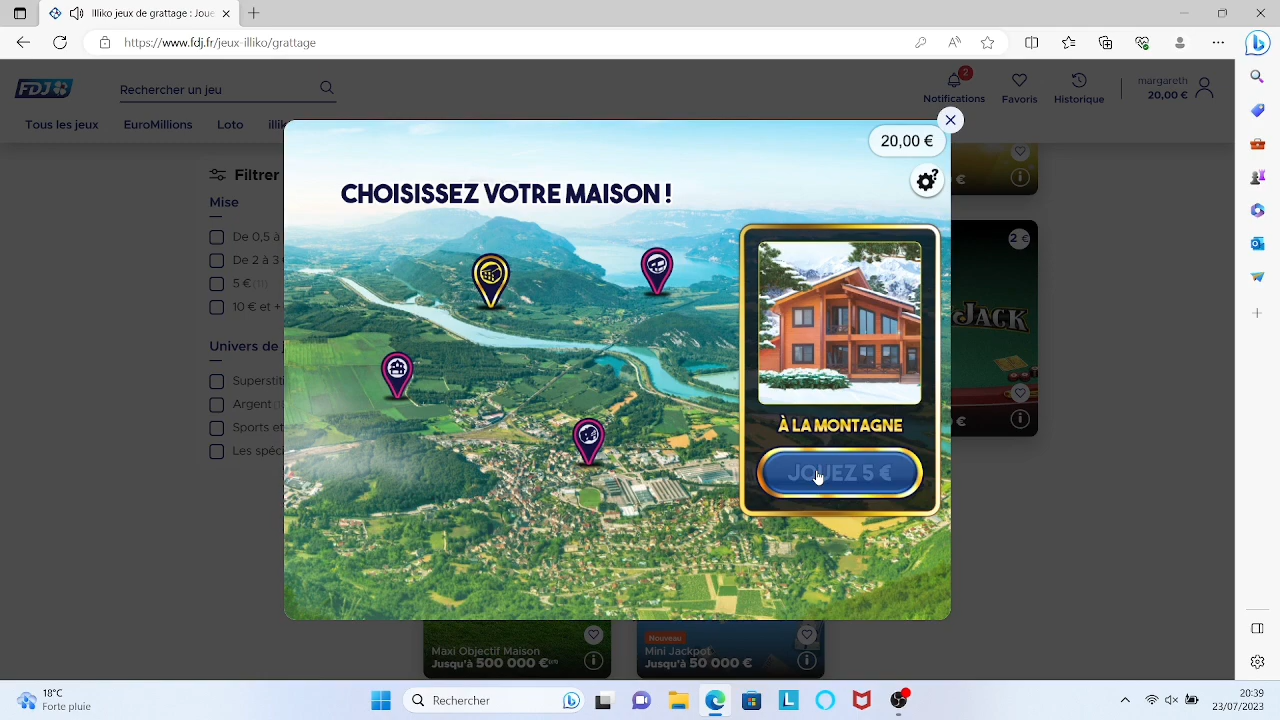 Illiko jeu de grattage : Joue
https://www.fdj.fr/jeux-illiko/grattage
FDJ
Rechercher un jeu
2
Notifications
Favoris
Historique
margareth
20,00 €
Tous les jeux
EuroMillions
Loto
illi
20,00 €
?
CHOISISSEZ VOTRE MAISON !
Filtrer
Mise
De 0,5 à
De 2 à 3
5 €
10 € et +
Univers de
Superstiti
Argent
Sports et
Les spéc
€
2 €
JACK
€
À LA MONTAGNE
JOUEZ 5 €
Maxi Objectif Maison
Jusqu'à 500 000 €
Nouveau
Mini Jackpot
Jusqu'à 50 000 €
18°C
Forte pluie
Rechercher
20:39
23/07/2023